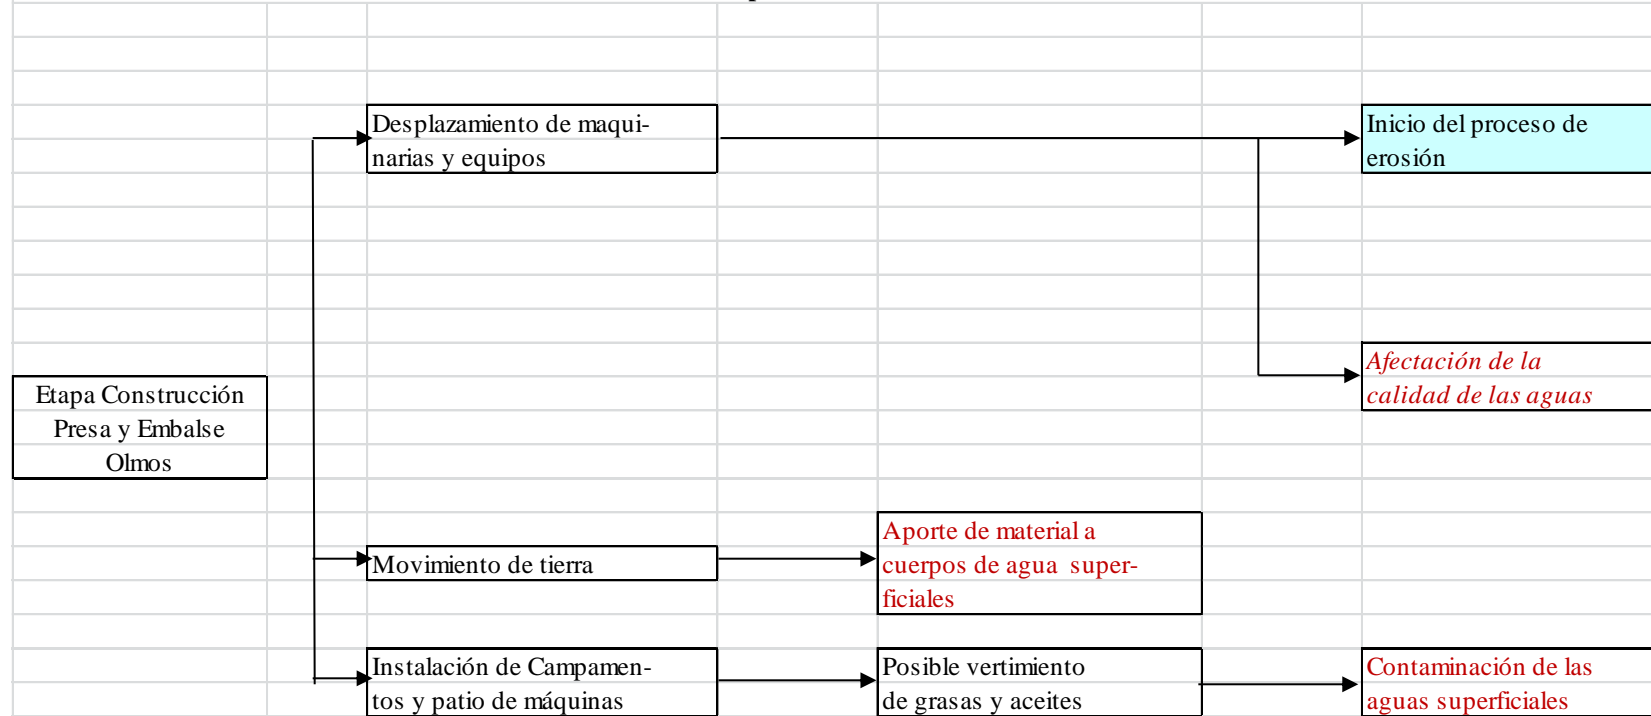 Desplazamiento de maqui-
narias y equipos
Inicio del proceso de
erosión
Afectación de la
calidad de las aguas
Etapa Construcción
Presa y Embalse
Olmos
Aporte de material a
cuerpos de agua super-
ficiales
Movimiento de tierra
Instalación de Campamen-
tos y patio de máquinas
Posible vertimiento
de grasas y aceites
Contaminación de las
aguas superficiales